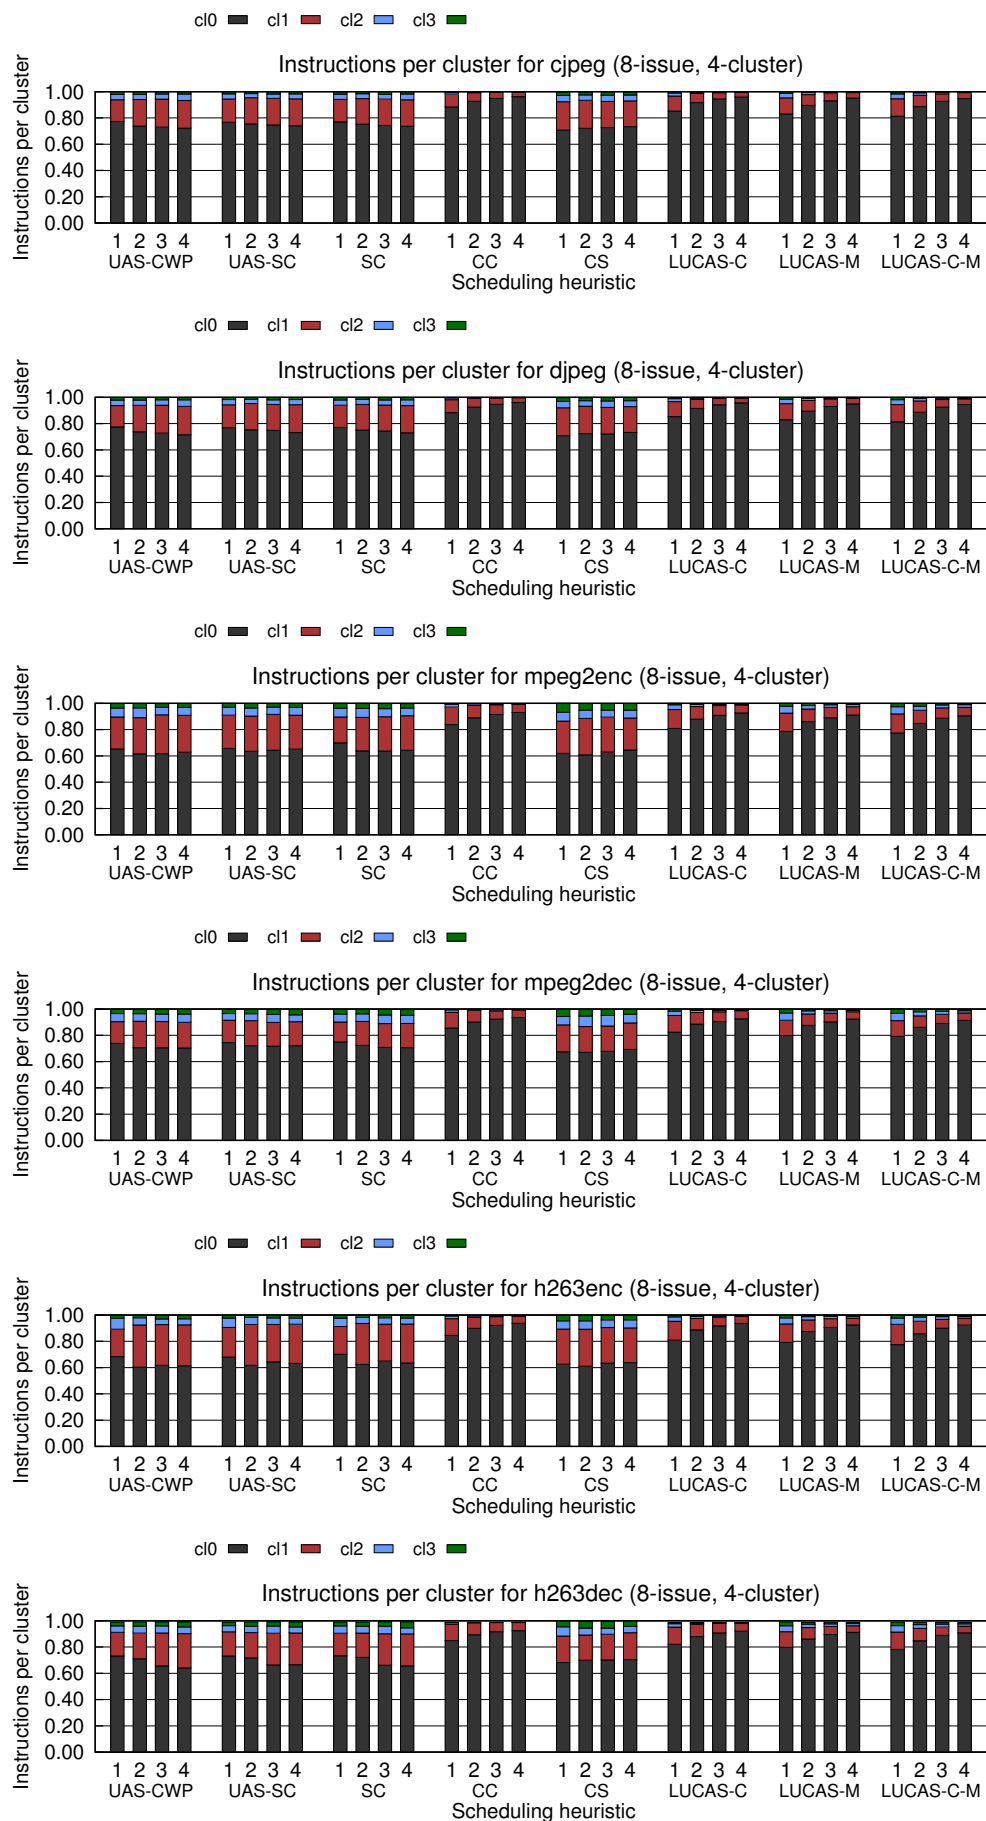 cl0 cl1 cl2 cl3
Instructions per cluster for cjpeg (8-issue, 4-cluster)
Instructions per cluster
1.00
0.80
0.60
0.40
0.20
0.00
1 2 3 4 1 2 3 4 1 2 3 4 1 2 3 4 1 2 3 4 1 2 3 4 1 2 3 4 1 2 3 4
UAS-CWP UAS-SC SC CC CS LUCAS-C LUCAS-M LUCAS-C-M
Scheduling heuristic
cl0 cl1 cl2 cl3
Instructions per cluster for djpeg (8-issue, 4-cluster)
Instructions per cluster
1.00
0.80
0.60
0.40
0.20
0.00
1 2 3 4 1 2 3 4 1 2 3 4 1 2 3 4 1 2 3 4 1 2 3 4 1 2 3 4 1 2 3 4
UAS-CWP UAS-SC SC CC CS LUCAS-C LUCAS-M LUCAS-C-M
Scheduling heuristic
cl0 cl1 cl2 cl3
Instructions per cluster for mpeg2enc (8-issue, 4-cluster)
Instructions per cluster
1.00
0.80
0.60
0.40
0.20
0.00
1 2 3 4 1 2 3 4 1 2 3 4 1 2 3 4 1 2 3 4 1 2 3 4 1 2 3 4 1 2 3 4
UAS-CWP UAS-SC SC CC CS LUCAS-C LUCAS-M LUCAS-C-M
Scheduling heuristic
cl0 cl1 cl2 cl3
Instructions per cluster for mpeg2dec (8-issue, 4-cluster)
Instructions per cluster
1.00
0.80
0.60
0.40
0.20
0.00
1 2 3 4 1 2 3 4 1 2 3 4 1 2 3 4 1 2 3 4 1 2 3 4 1 2 3 4 1 2 3 4
UAS-CWP UAS-SC SC CC CS LUCAS-C LUCAS-M LUCAS-C-M
Scheduling heuristic
cl0 cl1 cl2 cl3
Instructions per cluster for h263enc (8-issue, 4-cluster)
Instructions per cluster
1.00
0.80
0.60
0.40
0.20
0.00
1 2 3 4 1 2 3 4 1 2 3 4 1 2 3 4 1 2 3 4 1 2 3 4 1 2 3 4 1 2 3 4
UAS-CWP UAS-SC SC CC CS LUCAS-C LUCAS-M LUCAS-C-M
Scheduling heuristic
cl0 cl1 cl2 cl3
Instructions per cluster for h263dec (8-issue, 4-cluster)
Instructions per cluster
1.00
0.80
0.60
0.40
0.20
0.00
1 2 3 4 1 2 3 4 1 2 3 4 1 2 3 4 1 2 3 4 1 2 3 4 1 2 3 4 1 2 3 4
UAS-CWP UAS-SC SC CC CS LUCAS-C LUCAS-M LUCAS-C-M
Scheduling heuristic